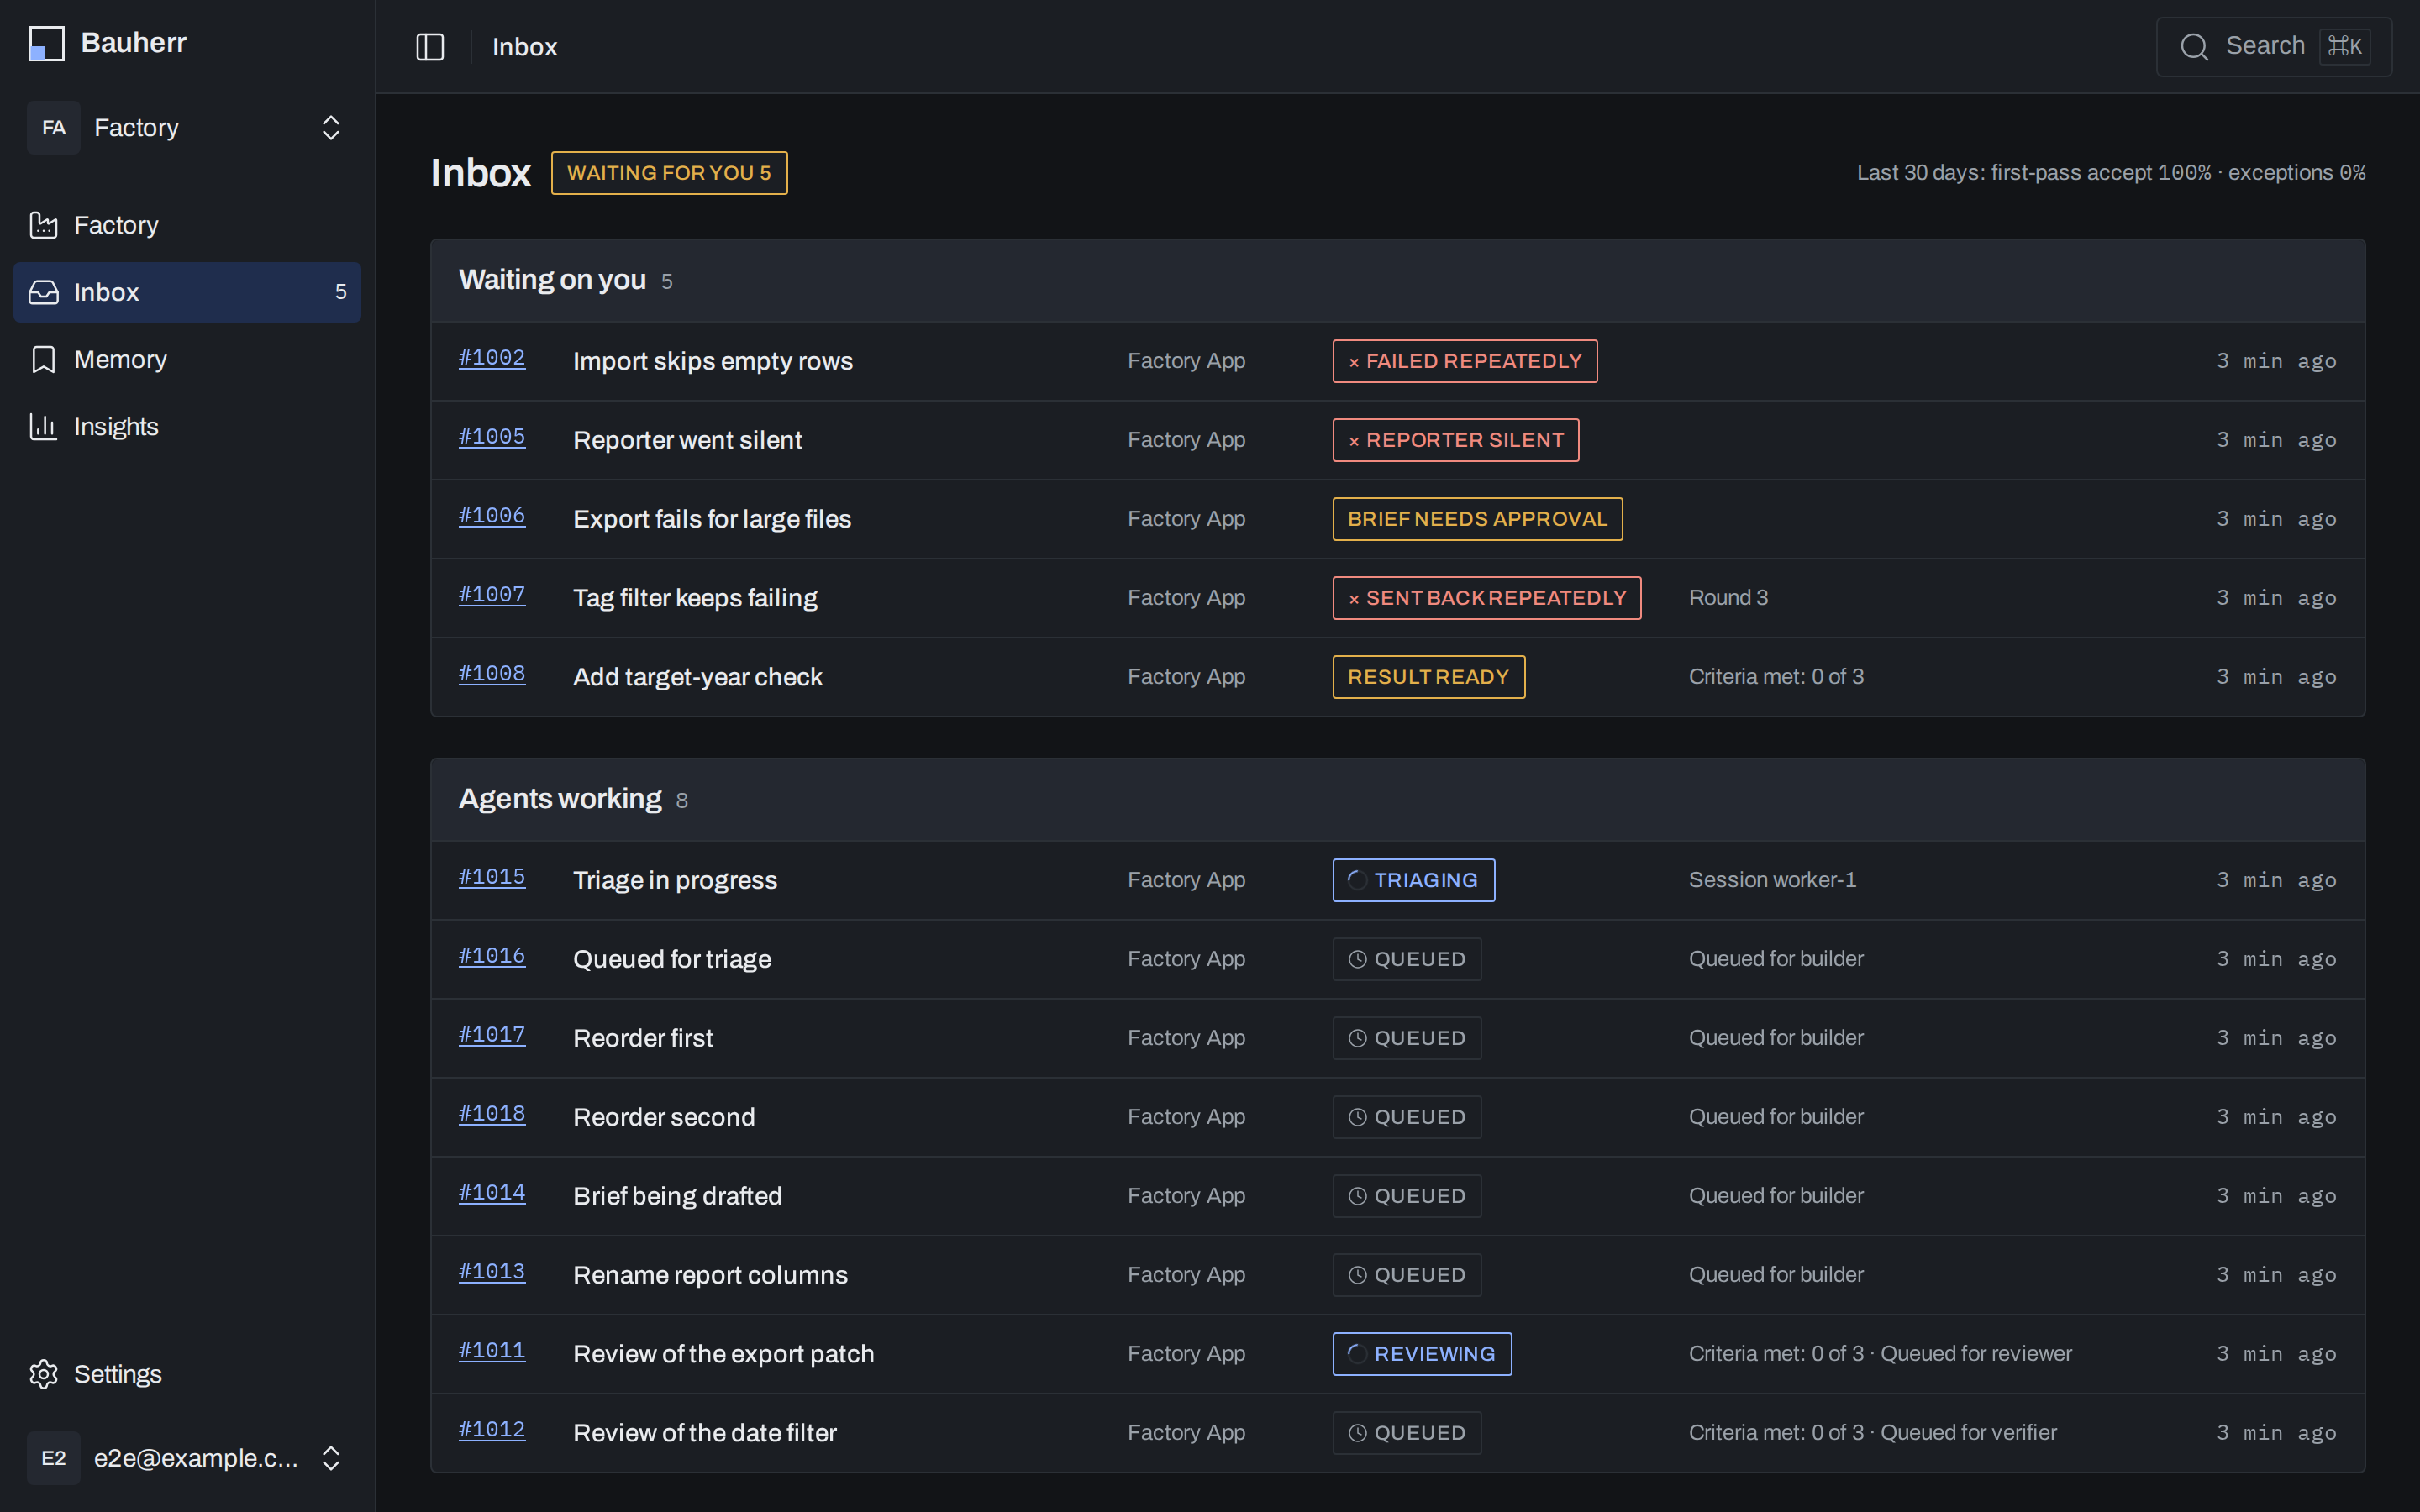 Bauherr
FA Factory
Factory
Inbox 5
Memory
Insights
Settings
E2 e2e@example.c...
Inbox
Search ⌘K
Inbox WAITING FOR YOU 5
Last 30 days: first-pass accept 100% · exceptions 0%
Waiting on you 5
#1002 Import skips empty rows Factory App × FAILED REPEATEDLY 3 min ago
#1005 Reporter went silent Factory App × REPORTER SILENT 3 min ago
#1006 Export fails for large files Factory App BRIEF NEEDS APPROVAL 3 min ago
#1007 Tag filter keeps failing Factory App × SENT BACK REPEATEDLY Round 3 3 min ago
#1008 Add target-year check Factory App RESULT READY Criteria met: 0 of 3 3 min ago
Agents working 8
#1015 Triage in progress Factory App TRIAGING Session worker-1 3 min ago
#1016 Queued for triage Factory App QUEUED Queued for builder 3 min ago
#1017 Reorder first Factory App QUEUED Queued for builder 3 min ago
#1018 Reorder second Factory App QUEUED Queued for builder 3 min ago
#1014 Brief being drafted Factory App QUEUED Queued for builder 3 min ago
#1013 Rename report columns Factory App QUEUED Queued for builder 3 min ago
#1011 Review of the export patch Factory App REVIEWING Criteria met: 0 of 3 · Queued for reviewer 3 min ago
#1012 Review of the date filter Factory App QUEUED Criteria met: 0 of 3 · Queued for verifier 3 min ago